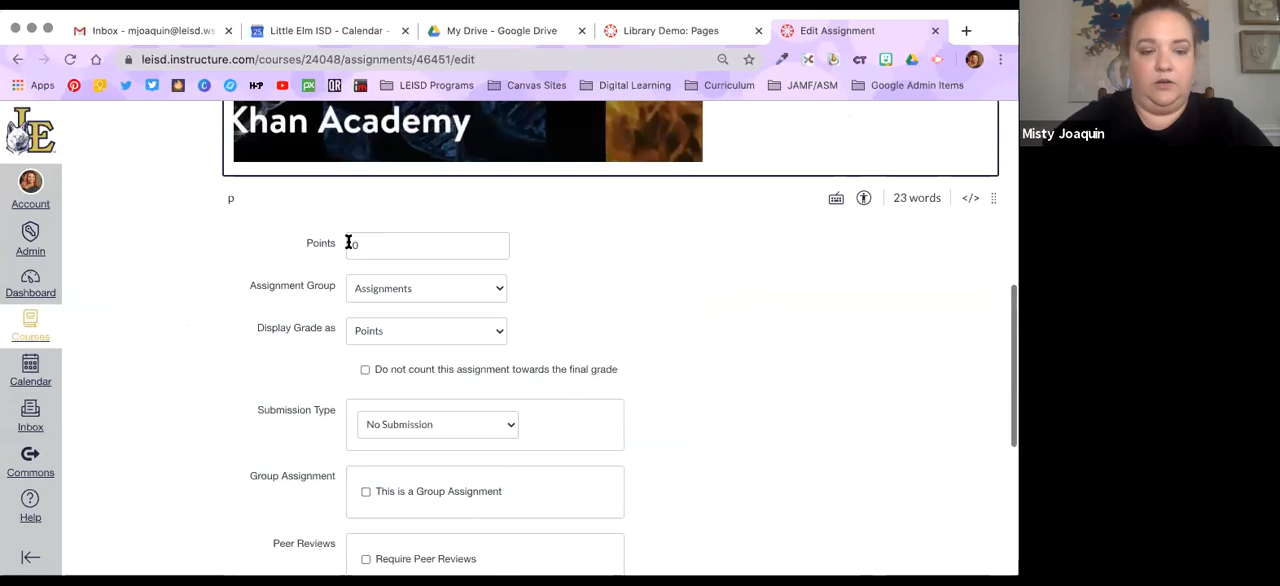 Inbox - mjoaquin@leisd.ws
Little Elm ISD - Calendar -
My Drive - Google Drive
Library Demo: Pages
Edit Assignment
leisd.instructure.com/courses/24048/assignments/46451/edit
Apps
LEISD Programs
Canvas Sites
Digital Learning
Curriculum
JAMF/ASM
Google Admin Items
Khan Academy
Misty Joaquin
LE
Account
Admin
Dashboard
Courses
Calendar
Inbox
Commons
Help
p
23 words
</>
Points
0
Assignment Group
Assignments
Display Grade as
Points
Do not count this assignment towards the final grade
Submission Type
No Submission
Group Assignment
This is a Group Assignment
Peer Reviews
Require Peer Reviews